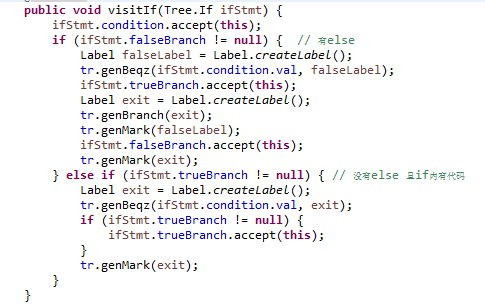 public void visitIf(Tree.If ifStmt) {
    ifStmt.condition.accept(this);
    if (ifStmt.falseBranch != null) {  // 有else
        Label falseLabel = Label.createLabel();
        tr.genBeqz(ifStmt.condition.val, falseLabel);
        ifStmt.trueBranch.accept(this);
        Label exit = Label.createLabel();
        tr.genBranch(exit);
        tr.genMark(falseLabel);
        ifStmt.falseBranch.accept(this);
        tr.genMark(exit);
    } else if (ifStmt.trueBranch != null) { // 没有else 且if内有代码
        Label exit = Label.createLabel();
        tr.genBeqz(ifStmt.condition.val, exit);
        if (ifStmt.trueBranch != null) {
            ifStmt.trueBranch.accept(this);
        }
        tr.genMark(exit);
    }
}